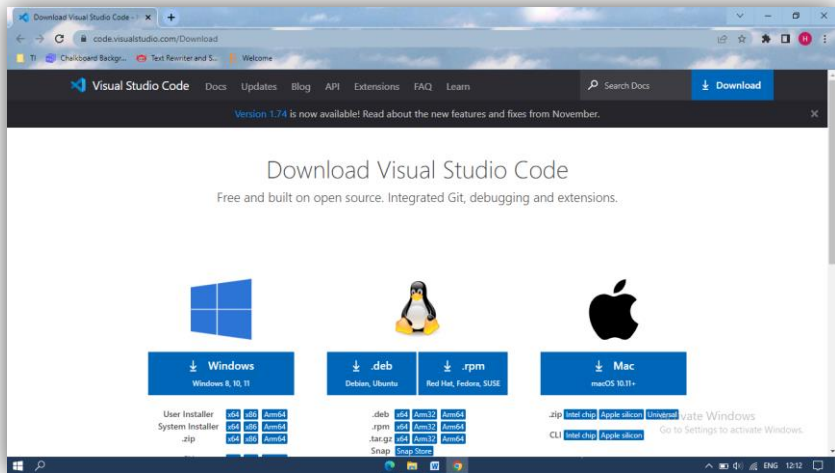 Download Visual Studio Code -
code.visualstudio.com/Download
TI Chalkboard Backgr... Text Rewriter and S... Welcome
Visual Studio Code Docs Updates Blog API Extensions FAQ Learn Search Docs Download
Version 1.74 is now available! Read about the new features and fixes from November.
Download Visual Studio Code
Free and built on open source. Integrated Git, debugging and extensions.
Windows
Windows 8, 10, 11
.deb
Debian, Ubuntu
.rpm
Red Hat, Fedora, SUSE
Mac
macOS 10.11+
User Installer x64 x86 Arm64
System Installer x64 x86 Arm64
.zip x64 x86 Arm64
.deb x64 Arm32 Arm64
.rpm x64 Arm32 Arm64
.tar.gz x64 Arm32 Arm64
Snap Snap Store
.zip Intel chip Apple silicon Universal
CLI Intel chip Apple silicon
Activate Windows
Go to Settings to activate Windows.
ENG 12:12